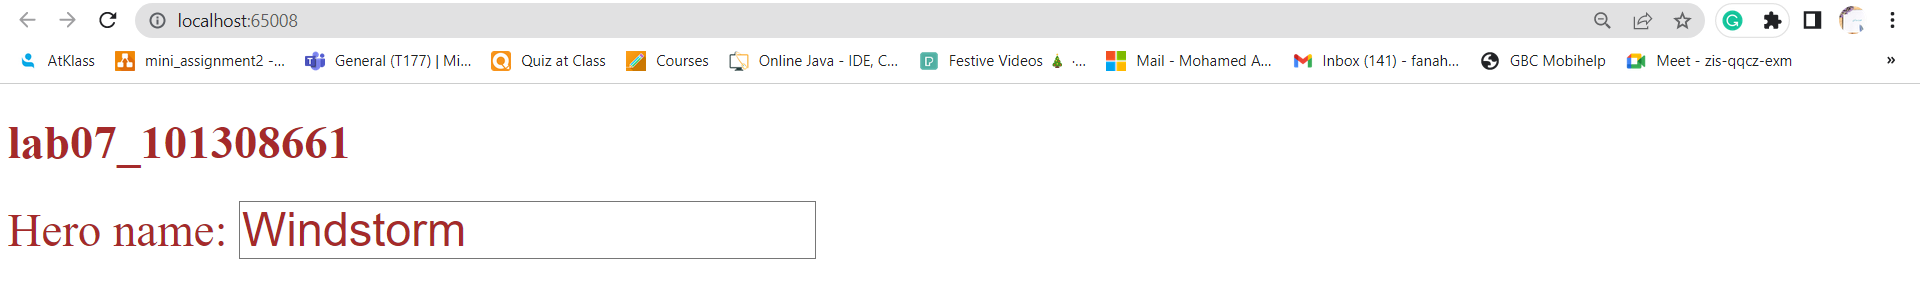 localhost:65008
AtKlass mini_assignment2 -... General (T177) | Mi... Quiz at Class Courses Online Java - IDE, C... Festive Videos 🎄 ·... Mail - Mohamed A... Inbox (141) - fanah... GBC Mobihelp Meet - zis-qqcz-exm »
lab07_101308661
Hero name: Windstorm